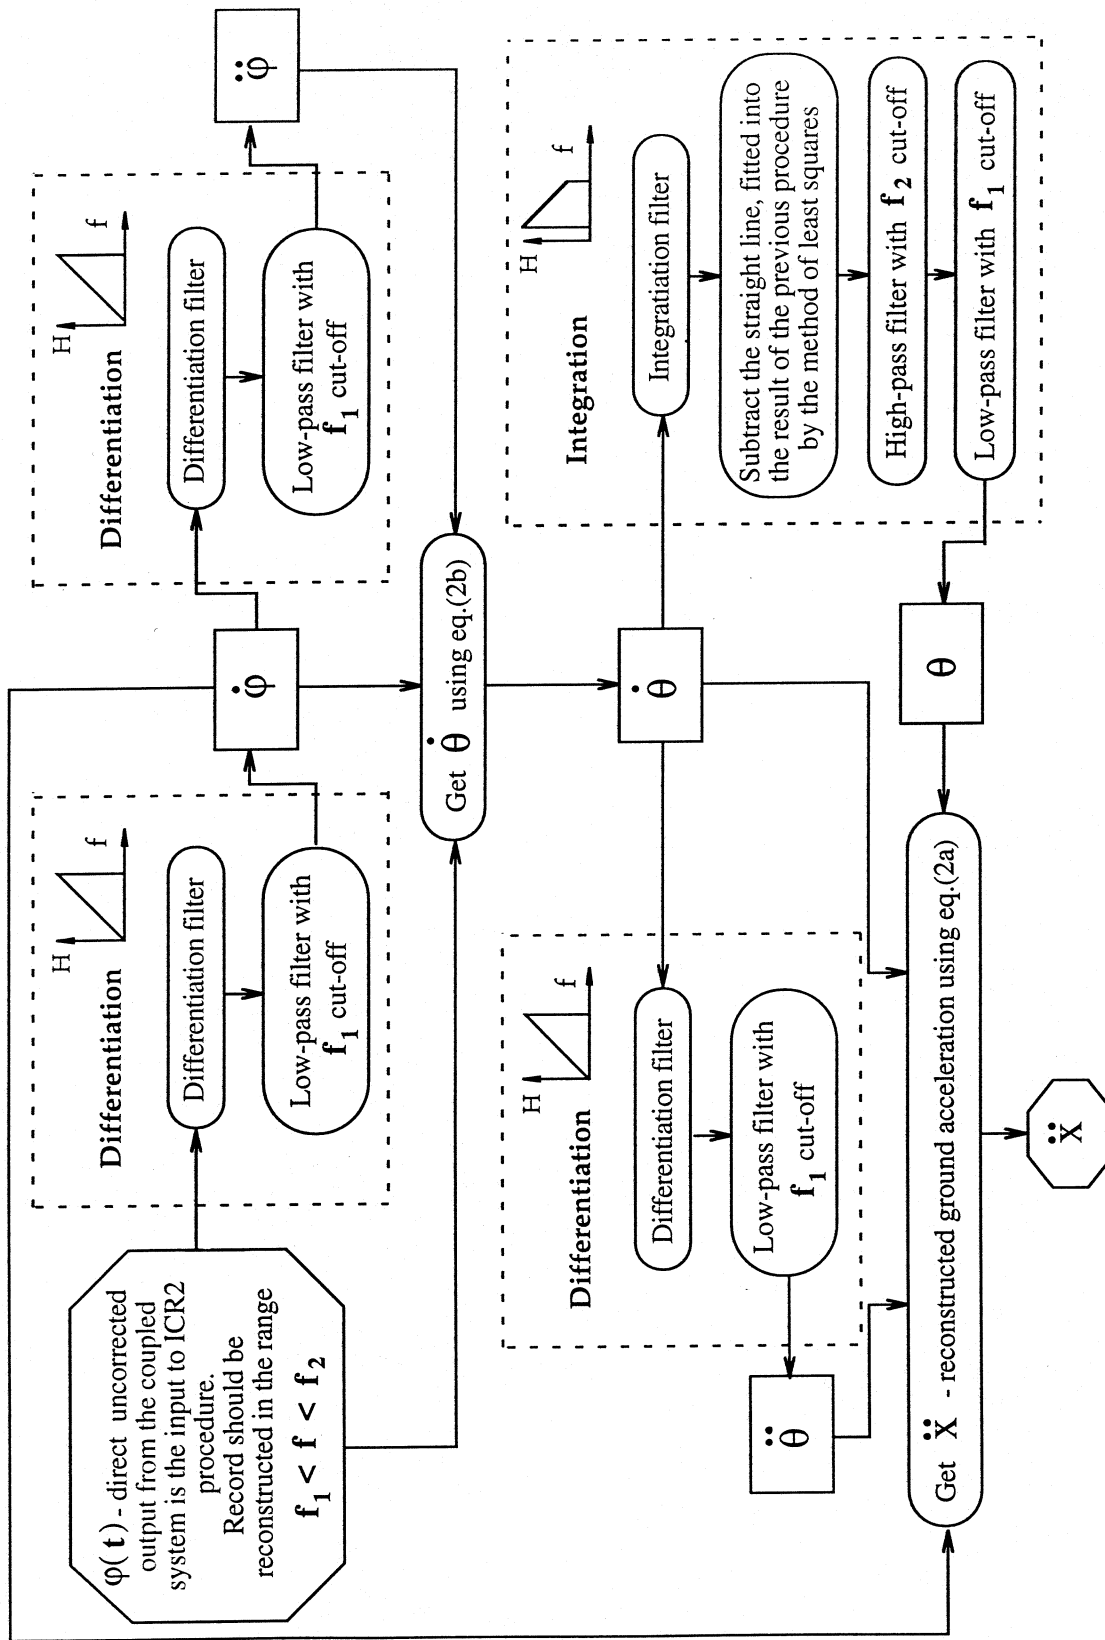 φ(t) - direct uncorrected
output from the coupled
system is the input to ICR2
procedure.
Record should be
reconstructed in the range
f1 < f < f2
Differentiation
H
f
Differentiation filter
Low-pass filter with
f1 cut-off
φ̇
Differentiation
H
f
Differentiation filter
Low-pass filter with
f1 cut-off
φ̈
Get θ̇ using eq.(2b)
θ̇
Differentiation
H
f
Differentiation filter
Low-pass filter with
f1 cut-off
θ̈
Integration
H
f
Integratiation filter
Subtract the straight line, fitted into
the result of the previous procedure
by the method of least squares
High-pass filter with f2 cut-off
Low-pass filter with f1 cut-off
θ
Get Ẍ - reconstructed ground acceleration using eq.(2a)
Ẍ